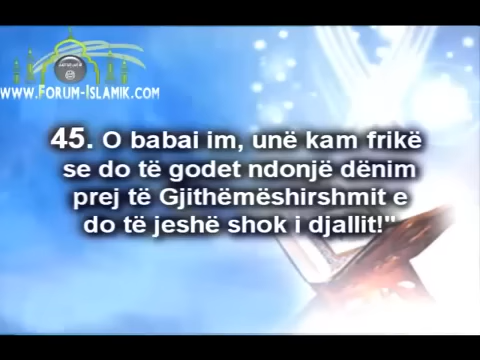 www.Forum-Islamik.com
45. O babai im, unë kam frikë
se do të godet ndonjë dënim
prej të Gjithëmëshirshmit e
do të jeshë shok i djallit!"